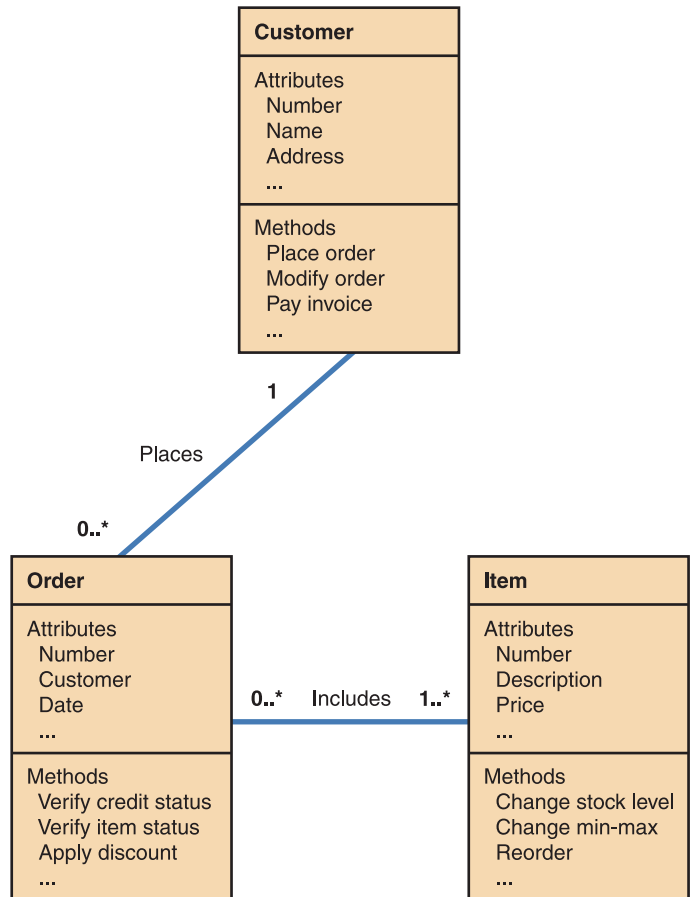 Customer
Attributes
Number
Name
Address
...
Methods
Place order
Modify order
Pay invoice
...
1
Places
0..*
Order
Attributes
Number
Customer
Date
...
Methods
Verify credit status
Verify item status
Apply discount
...
0..* Includes 1..*
Item
Attributes
Number
Description
Price
...
Methods
Change stock level
Change min-max
Reorder
...